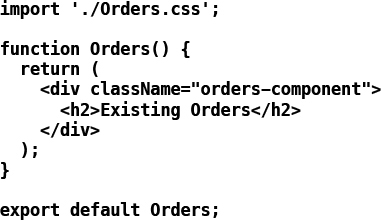 import './Orders.css';

function Orders() {
  return (
    <div className="orders-component">
      <h2>Existing Orders</h2>
    </div>
  );
}

export default Orders;